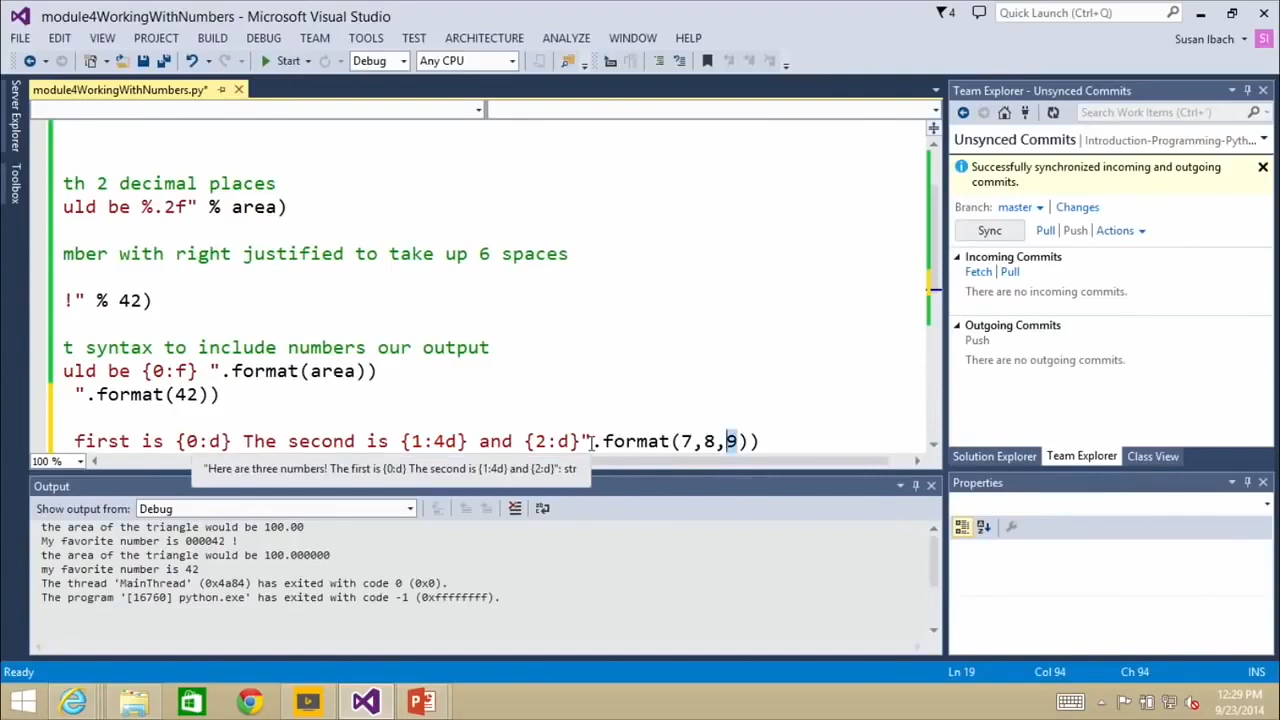 module4WorkingWithNumbers - Microsoft Visual Studio
4
Quick Launch (Ctrl+Q)
FILE EDIT VIEW PROJECT BUILD DEBUG TEAM TOOLS TEST ARCHITECTURE ANALYZE WINDOW HELP
Susan Ibach SI
Start Debug Any CPU
module4WorkingWithNumbers.py*
Server Explorer
Toolbox
th 2 decimal places
uld be %.2f" % area)
mber with right justified to take up 6 spaces
!" % 42)
t syntax to include numbers our output
uld be {0:f} ".format(area))
".format(42))
first is {0:d} The second is {1:4d} and {2:d}".format(7,8,9))
100 %
"Here are three numbers! The first is {0:d} The second is {1:4d} and {2:d}": str
Output
Show output from: Debug
the area of the triangle would be 100.00
My favorite number is 000042 !
the area of the triangle would be 100.000000
my favorite number is 42
The thread 'MainThread' (0x4a84) has exited with code 0 (0x0).
The program '[16760] python.exe' has exited with code -1 (0xffffffff).
Team Explorer - Unsynced Commits
Search Work Items (Ctrl+')
Unsynced Commits | Introduction-Programming-Pyth...
Successfully synchronized incoming and outgoing
commits.
Branch: master Changes
Sync Pull Push Actions
Incoming Commits
Fetch | Pull
There are no incoming commits.
Outgoing Commits
Push
There are no outgoing commits.
Solution Explorer Team Explorer Class View
Properties
Ready Ln 19 Col 94 Ch 94 INS
12:29 PM
9/23/2014